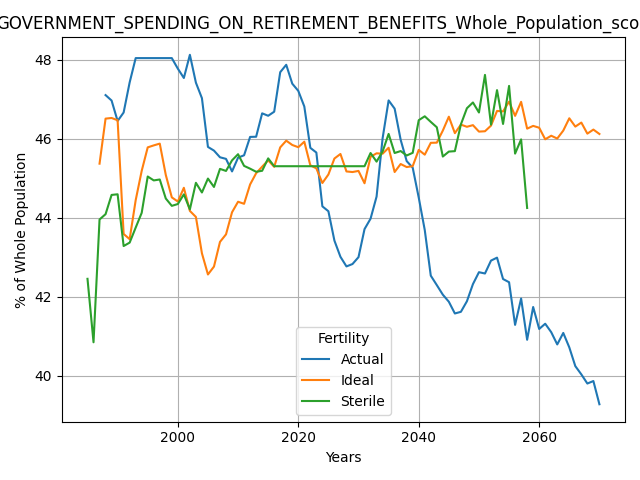 GOVERNMENT_SPENDING_ON_RETIREMENT_BENEFITS_Whole_Population_sco
48
46
44
42
40
% of Whole Population
Fertility
Actual
Ideal
Sterile
2000
2020
2040
2060
Years